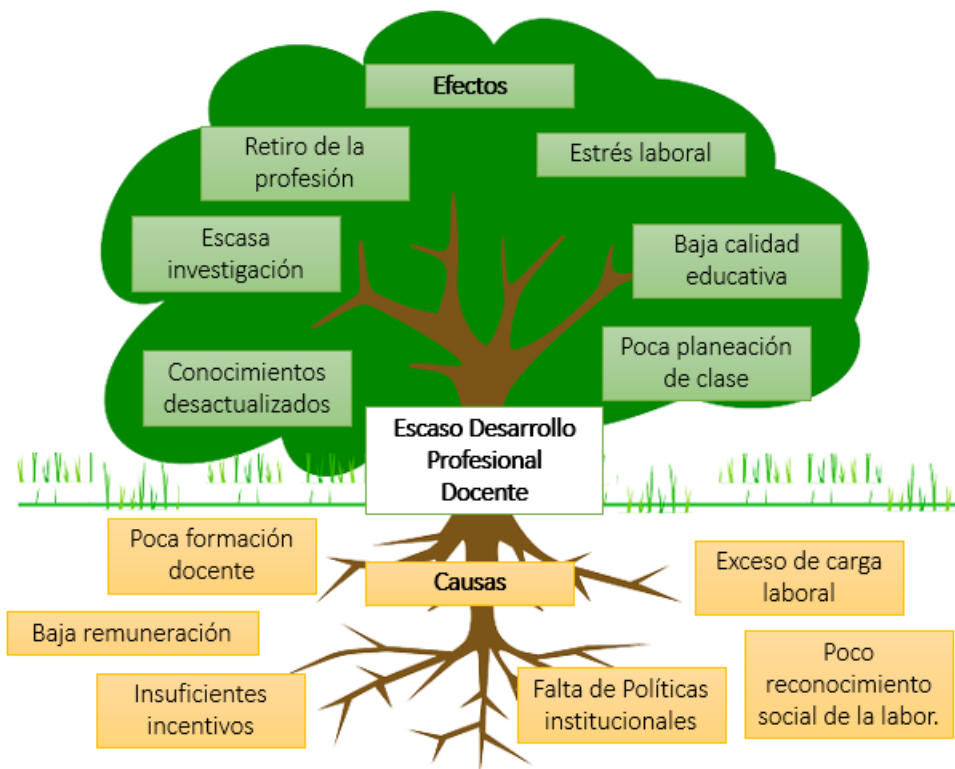 Efectos
Retiro de la
profesión
Estrés laboral
Escasa
investigación
Baja calidad
educativa
Conocimientos
desactualizados
Poca planeación
de clase
Escaso Desarrollo
Profesional
Docente
Poca formación
docente
Causas
Exceso de carga
laboral
Baja remuneración
Insuficientes
incentivos
Falta de Políticas
institucionales
Poco
reconocimiento
social de la labor.